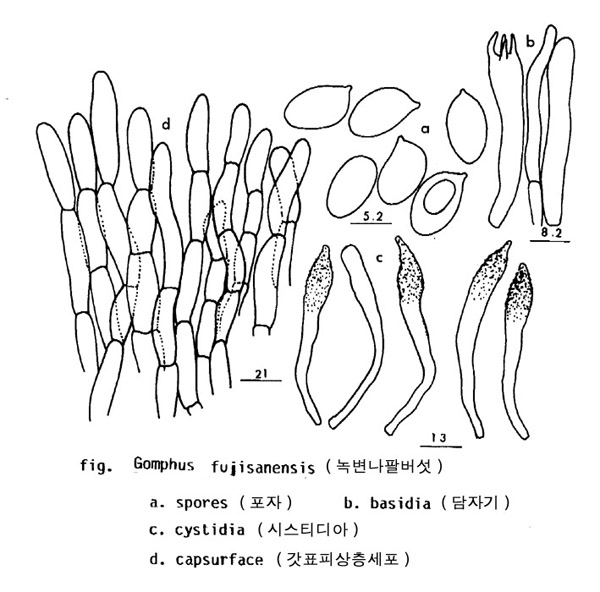 b
d
a
5.2
8.2
c
21
13
fig. Gomphus fujisanensis (녹변나팔버섯)
a. spores (포자) b. basidia (담자기)
c. cystidia (시스티디아)
d. capsurface (갓표피상층세포)